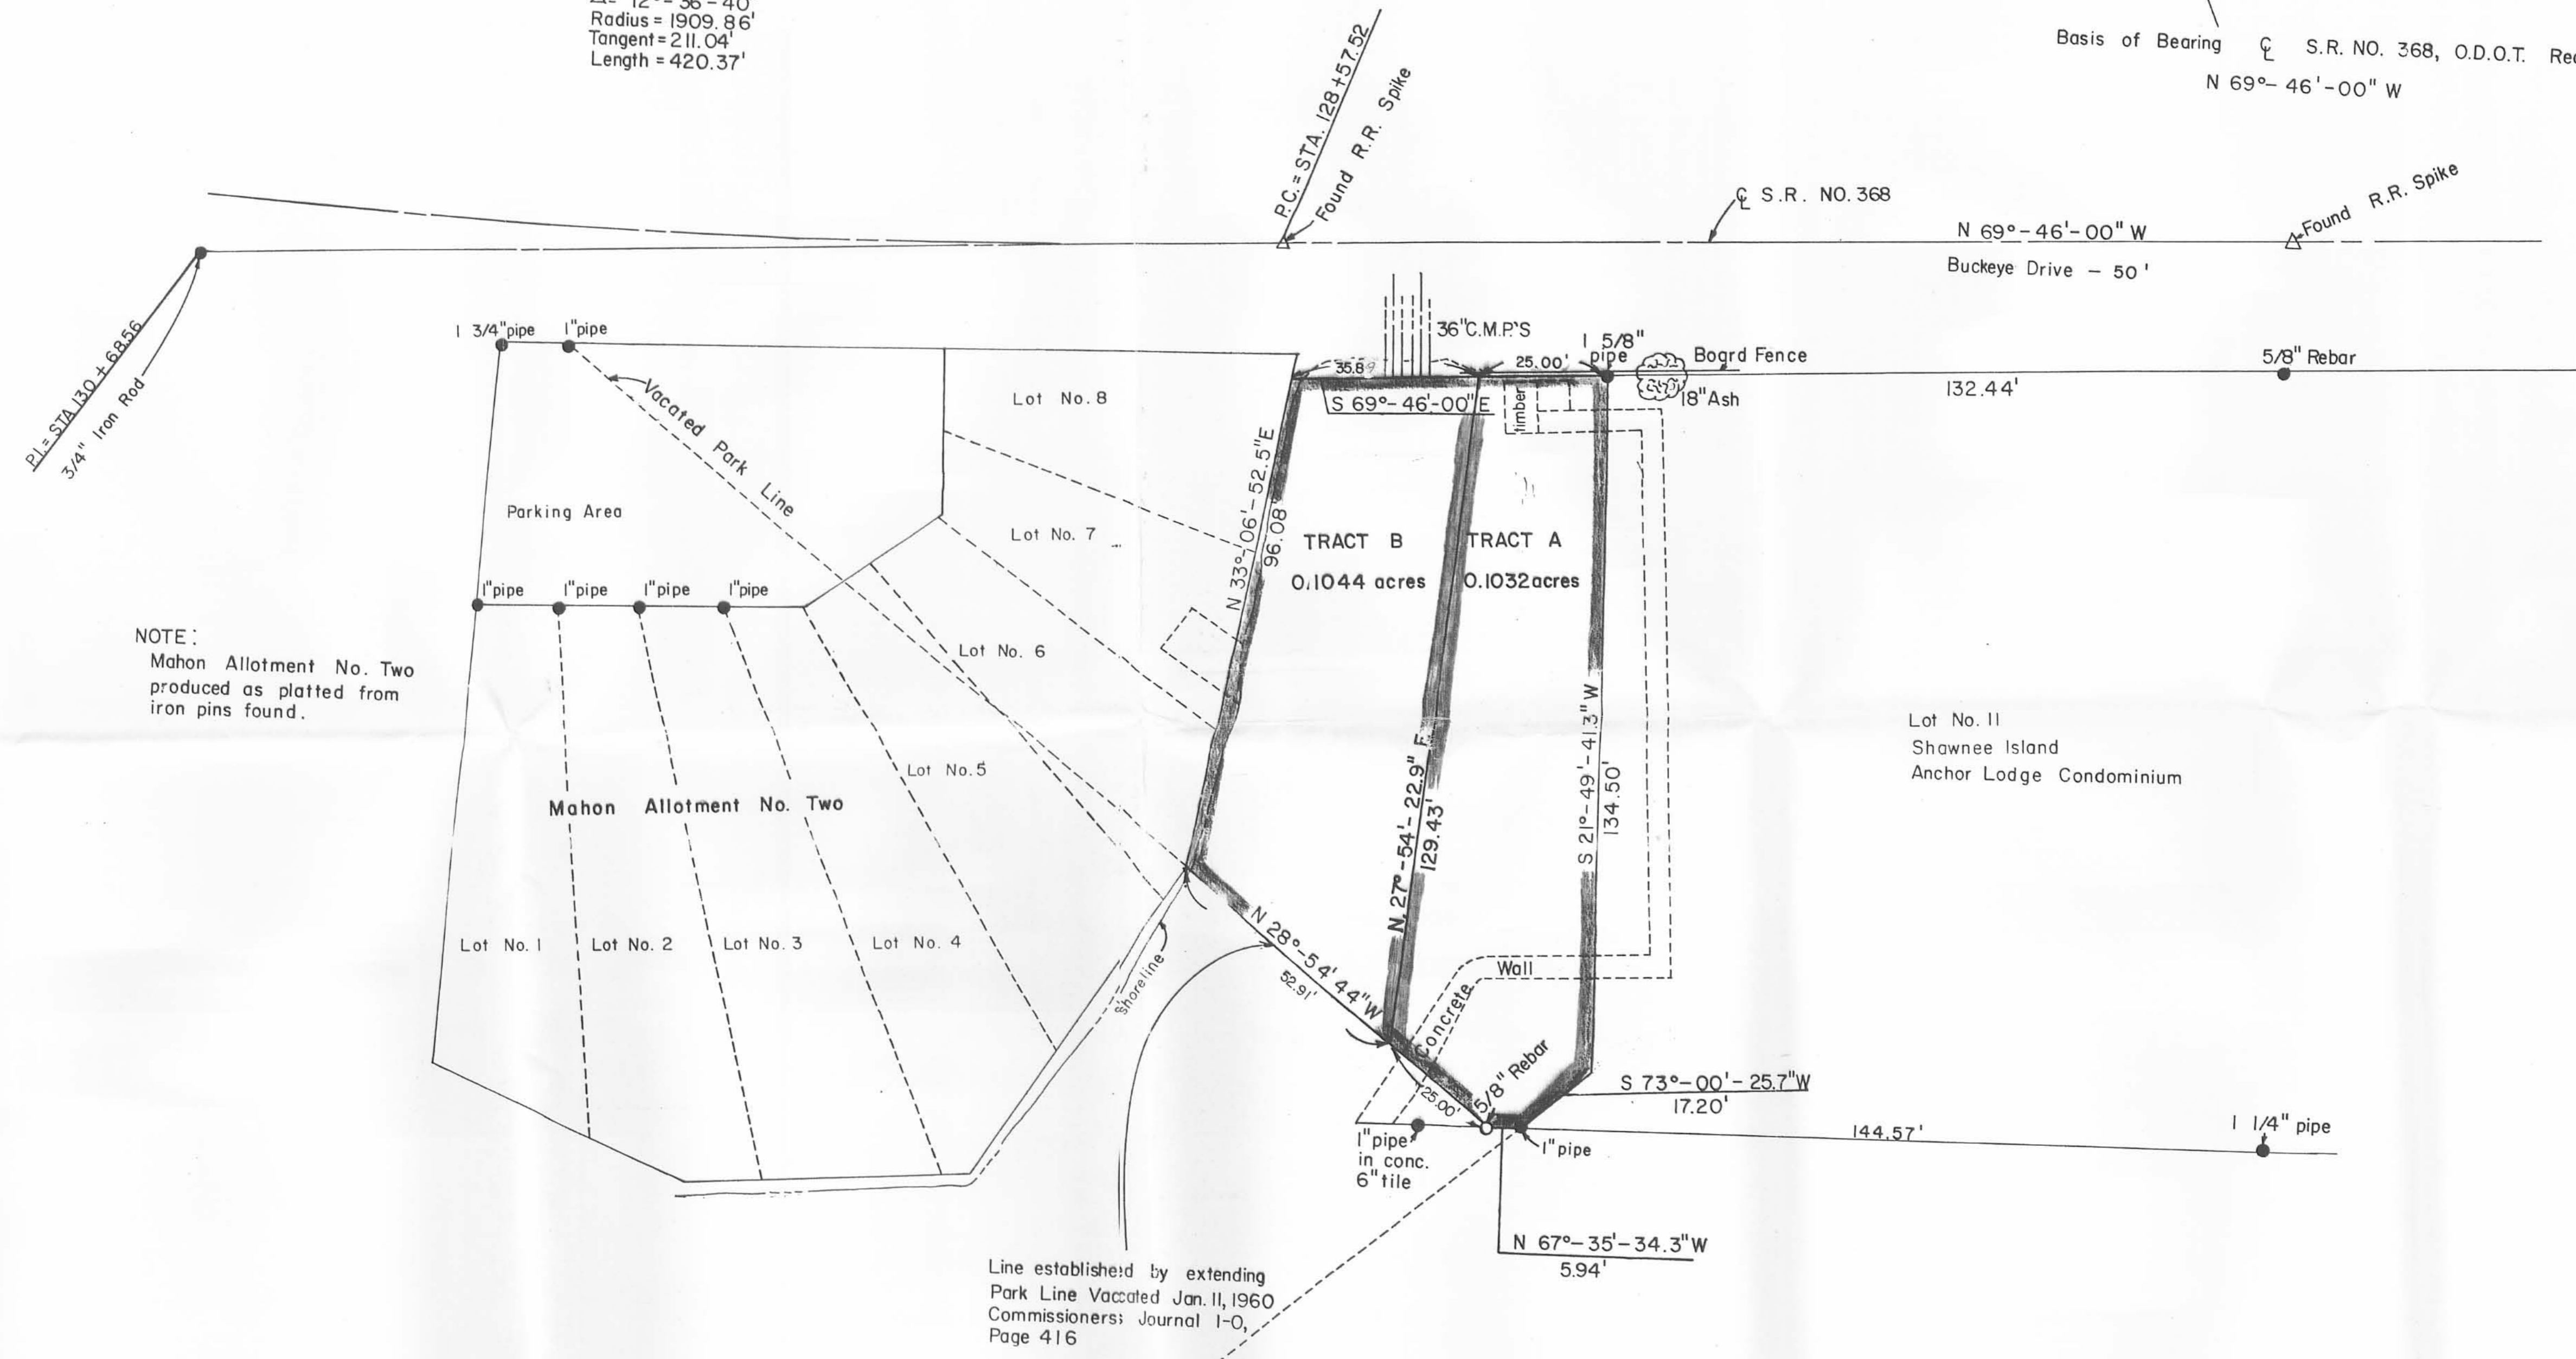 Radius = 1909.86'
Tangent = 211.04'
Length = 420.37'
P.C. = STA. 128 + 57.52
Found R.R. Spike
Basis of Bearing ℄ S.R. NO. 368, O.D.O.T.
N 69°- 46'-00" W
℄ S.R. NO. 368
N 69°- 46'-00" W
Buckeye Drive - 50'
Found R.R. Spike
P.I. = STA 130 + 68.56
3/4" Iron Rod
1 3/4" pipe
1" pipe
Vacated Park Line
36" C.M.P.'S
35.89
25.00'
1 5/8"
pipe
Board Fence
18" Ash
132.44'
5/8" Rebar
S 69°- 46'-00" E
timber
Lot No. 8
Lot No. 7
Parking Area
N 33°-06'-52.5" E
96.08'
TRACT B
0.1044 acres
TRACT A
0.1032 acres
1" pipe
1" pipe
1" pipe
1" pipe
NOTE:
Mahon Allotment No. Two
produced as platted from
iron pins found.
Lot No. 6
Lot No. 5
Mahon Allotment No. Two
N 27°-54'-22.9" E
129.43'
S 21°-49'-41.3" W
134.50'
Lot No. 11
Shawnee Island
Anchor Lodge Condominium
Lot No. 1
Lot No. 2
Lot No. 3
Lot No. 4
shoreline
N 28°-54' 44" W
52.91'
Wall
Concrete
25.00'
5/8" Rebar
S 73°-00'-25.7" W
17.20'
1" pipe
in conc.
6" tile
1" pipe
144.57'
1 1/4" pipe
N 67°-35'-34.3" W
5.94'
Line established by extending
Park Line Vaccated Jan. 11, 1960
Commissioners; Journal 1-O,
Page 416